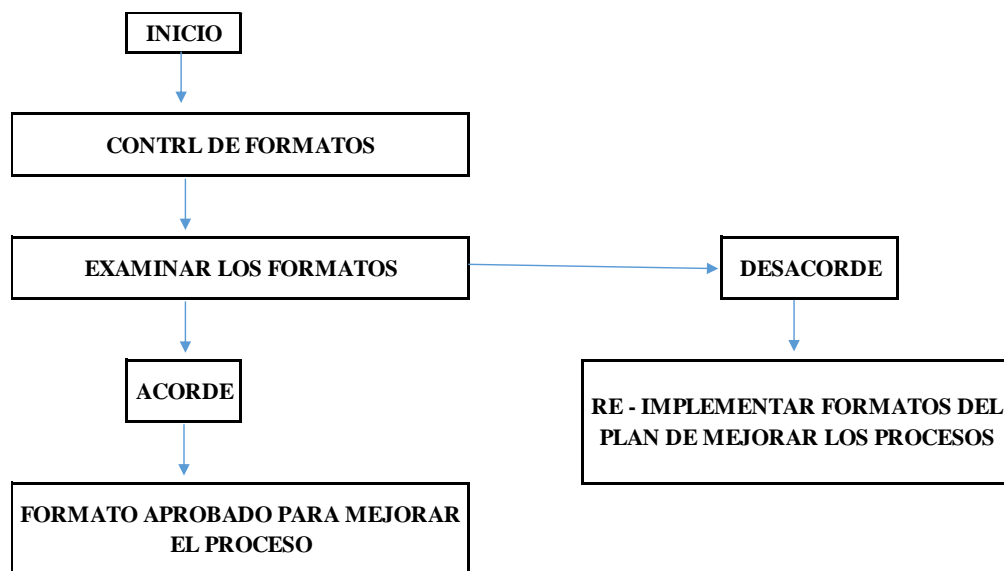 INICIO
CONTRL DE FORMATOS
EXAMINAR LOS FORMATOS
DESACORDE
ACORDE
RE - IMPLEMENTAR FORMATOS DEL
PLAN DE MEJORAR LOS PROCESOS
FORMATO APROBADO PARA MEJORAR
EL PROCESO